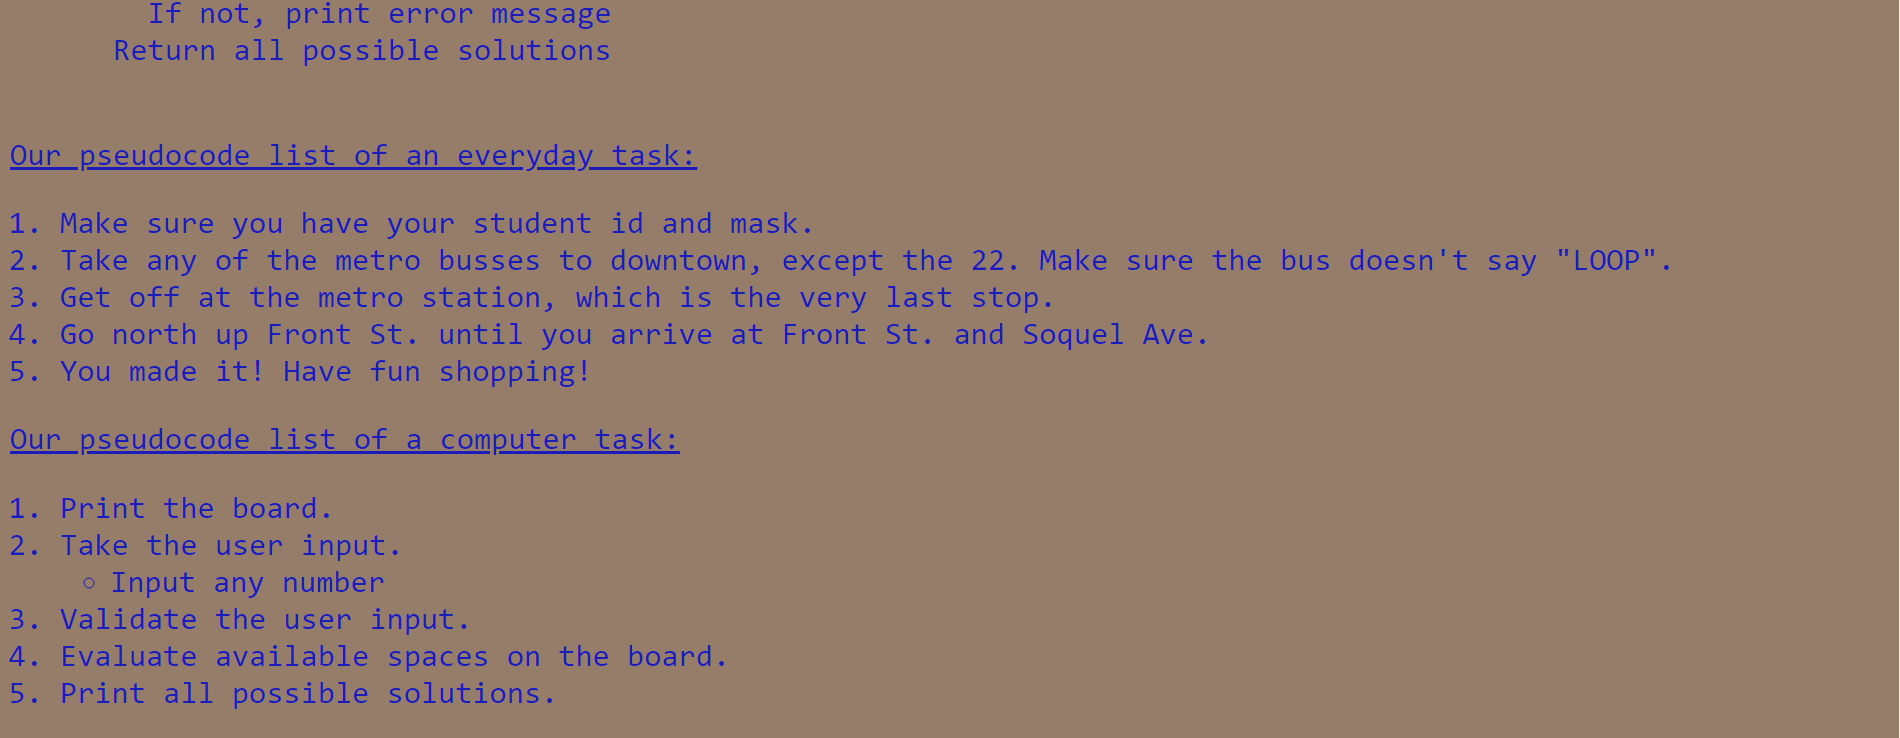 If not, print error message
Return all possible solutions
Our pseudocode list of an everyday task:
1. Make sure you have your student id and mask.
2. Take any of the metro busses to downtown, except the 22. Make sure the bus doesn't say "LOOP".
3. Get off at the metro station, which is the very last stop.
4. Go north up Front St. until you arrive at Front St. and Soquel Ave.
5. You made it! Have fun shopping!
Our pseudocode list of a computer task:
1. Print the board.
2. Take the user input.
◦ Input any number
3. Validate the user input.
4. Evaluate available spaces on the board.
5. Print all possible solutions.